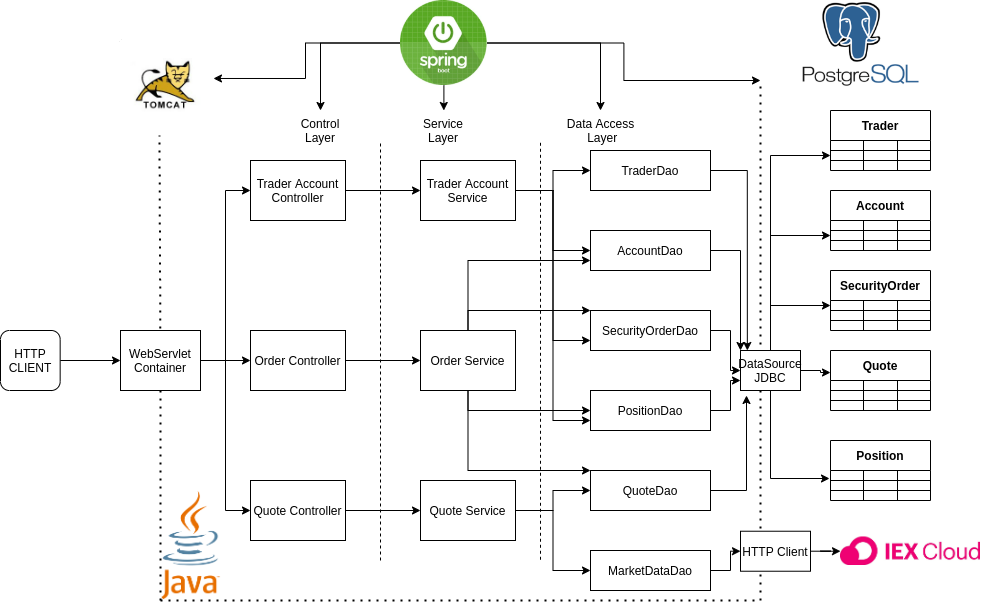 spring
boot
TOMCAT
PostgreSQL
Control
Layer
Service
Layer
Data Access
Layer
Trader
Trader Account
Controller
Trader Account
Service
TraderDao
Account
AccountDao
SecurityOrder
SecurityOrderDao
HTTP
CLIENT
WebServlet
Container
Order Controller
Order Service
DataSource
JDBC
Quote
PositionDao
Position
Quote Controller
Quote Service
QuoteDao
HTTP Client
IEX Cloud
MarketDataDao
Java